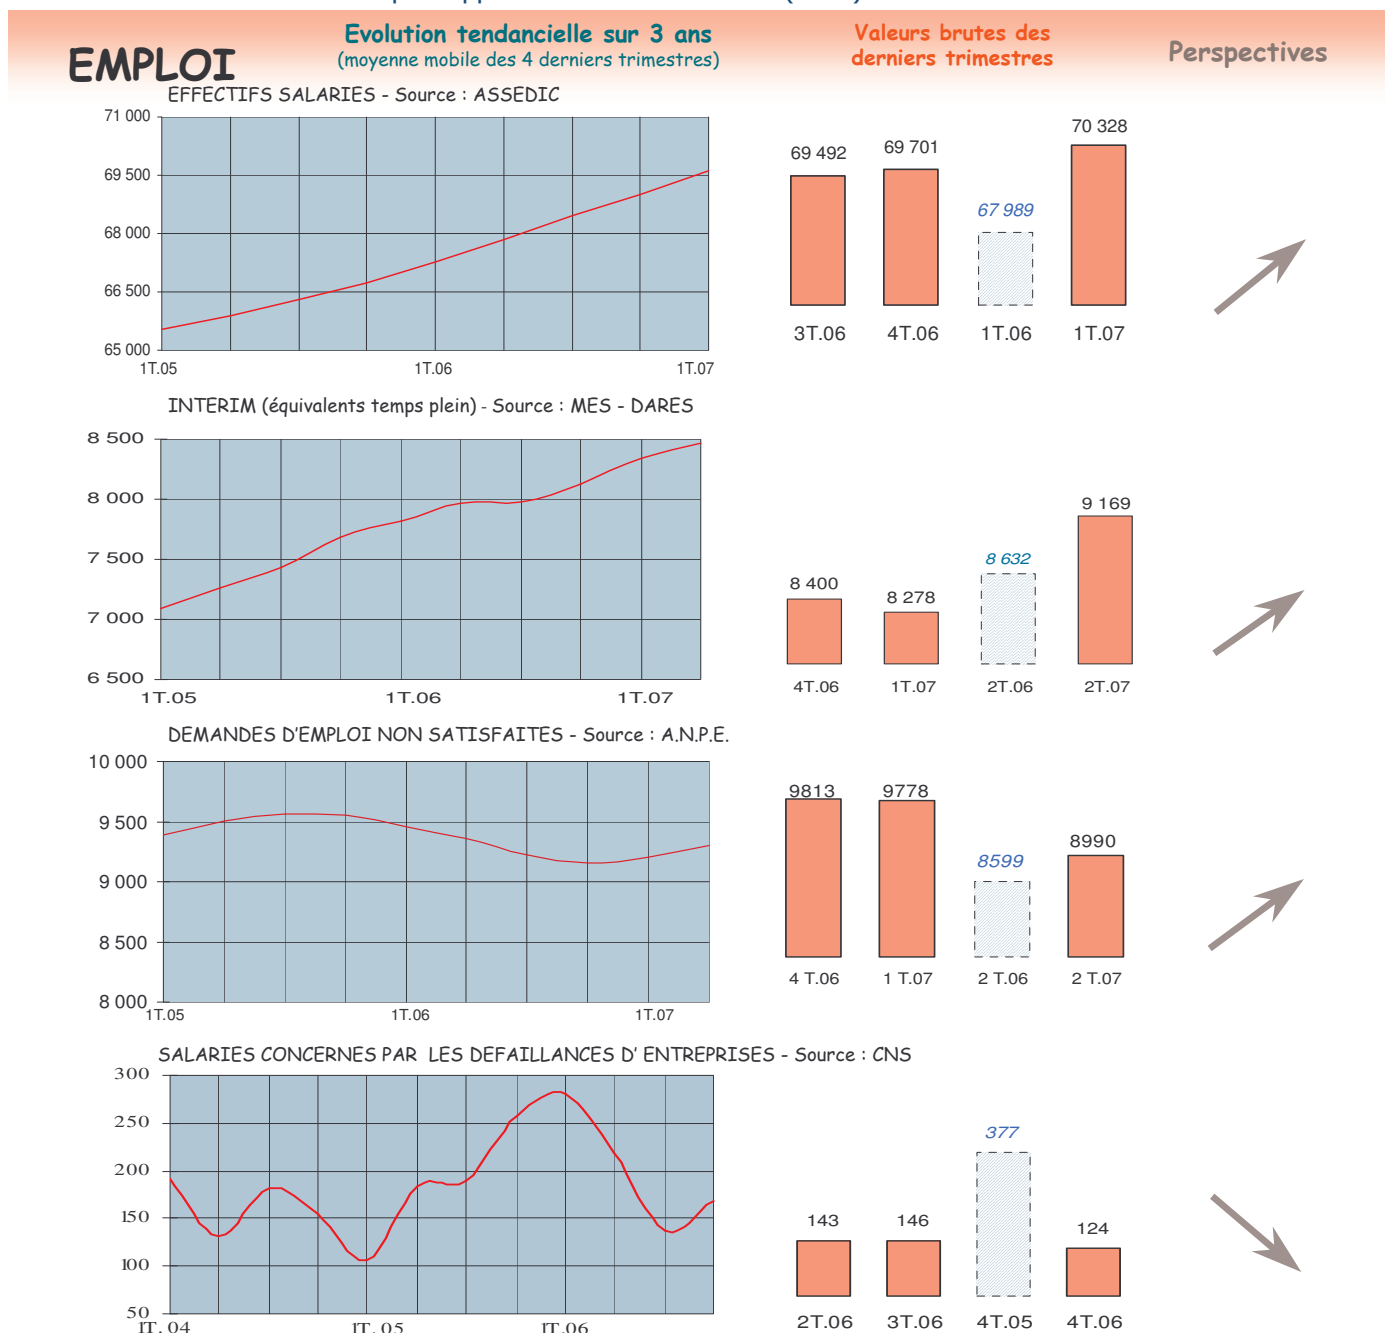 EMPLOI
Evolution tendancielle sur 3 ans
(moyenne mobile des 4 derniers trimestres)
Valeurs brutes des
derniers trimestres
Perspectives
EFFECTIFS SALARIES - Source : ASSEDIC
71 000
69 500
68 000
66 500
65 000
1T.05 1T.06 1T.07
69 492 69 701 67 989 70 328
3T.06 4T.06 1T.06 1T.07
INTERIM (équivalents temps plein) - Source : MES - DARES
8 500
8 000
7 500
7 000
6 500
1T.05 1T.06 1T.07
8 400 8 278 8 632 9 169
4T.06 1T.07 2T.06 2T.07
DEMANDES D'EMPLOI NON SATISFAITES - Source : A.N.P.E.
10 000
9 500
9 000
8 500
8 000
1T.05 1T.06 1T.07
9813 9778 8599 8990
4 T.06 1 T.07 2 T.06 2 T.07
SALARIES CONCERNES PAR LES DEFAILLANCES D' ENTREPRISES - Source : CNS
300
250
200
150
100
50
1T. 04 1T. 05 1T.06
143 146 377 124
2T.06 3T.06 4T.05 4T.06